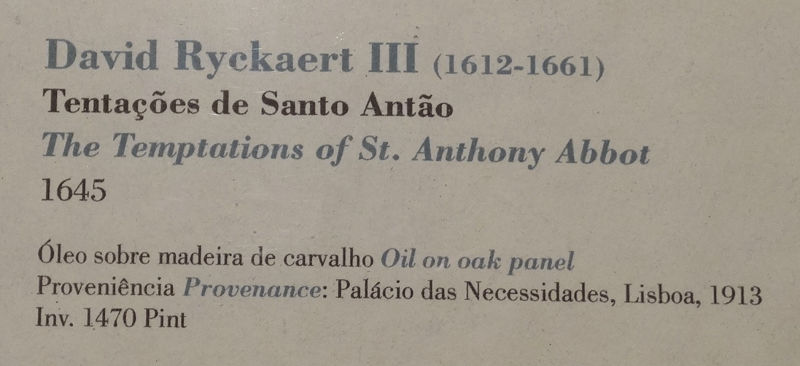 David Ryckaert III (1612-1661)
Tentações de Santo Antão
The Temptations of St. Anthony Abbot
1645
Óleo sobre madeira de carvalho Oil on oak panel
Proveniência Provenance: Palácio das Necessidades, Lisboa, 1913
Inv. 1470 Pint